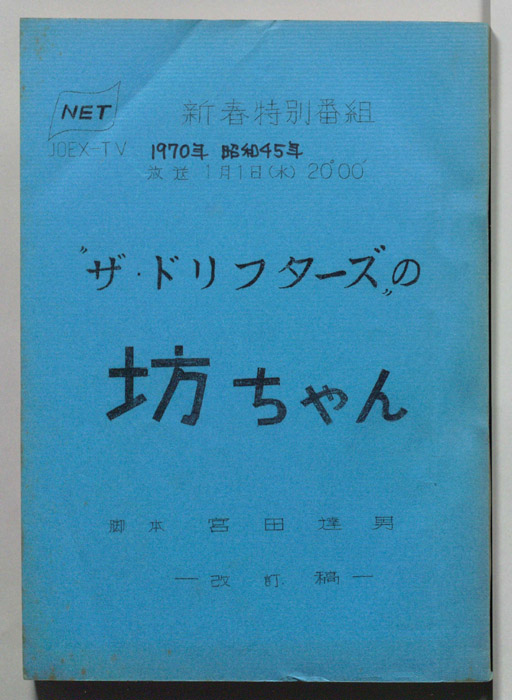 NET
新春特別番組
JOEX-TV
1970年 昭和45年
放送 1月1日(木) 20°00′
"ザ・ドリフターズ"の
坊ちゃん
脚本 宮田達男
—改訂稿—